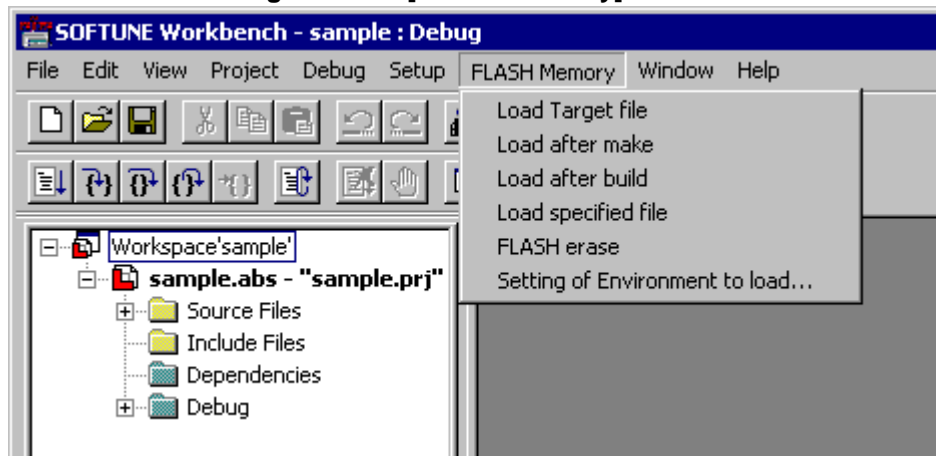 SOFTUNE Workbench - sample : Debug
File Edit View Project Debug Setup FLASH Memory Window Help
Load Target file
Load after make
Load after build
Load specified file
FLASH erase
Setting of Environment to load...
Workspace'sample'
sample.abs - "sample.prj"
Source Files
Include Files
Dependencies
Debug